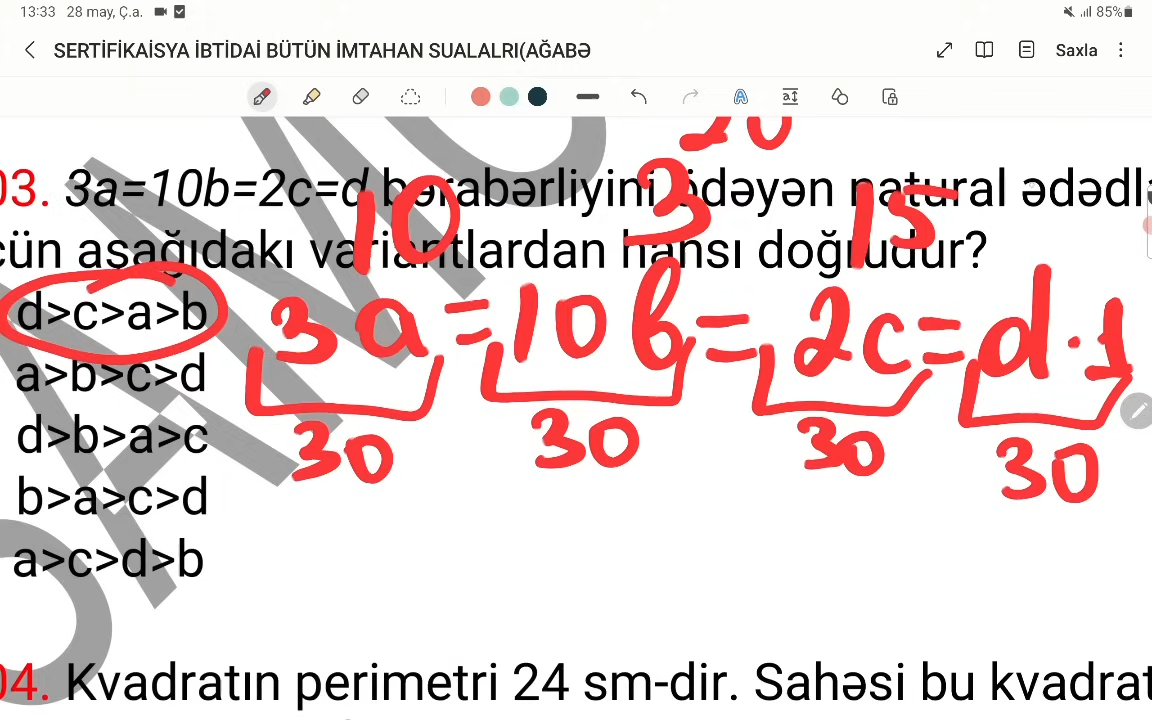 13:33 28 may, Ç.a. 85%
SERTİFİKAİSYA İBTİDAİ BÜTÜN İMTAHAN SUALALRI(AĞABƏ
Saxla
03. 3a=10b=2c=d bərabərliyini ödəyən natural ədədlə
10 3 15
çün aşağıdakı variantlardan hansı doğrudur?
d>c>a>b
3a=10b=2c=d·1
a>b>c>d
30 30 30 30
d>b>a>c
b>a>c>d
a>c>d>b
04. Kvadratın perimetri 24 sm-dir. Sahəsi bu kvadrat